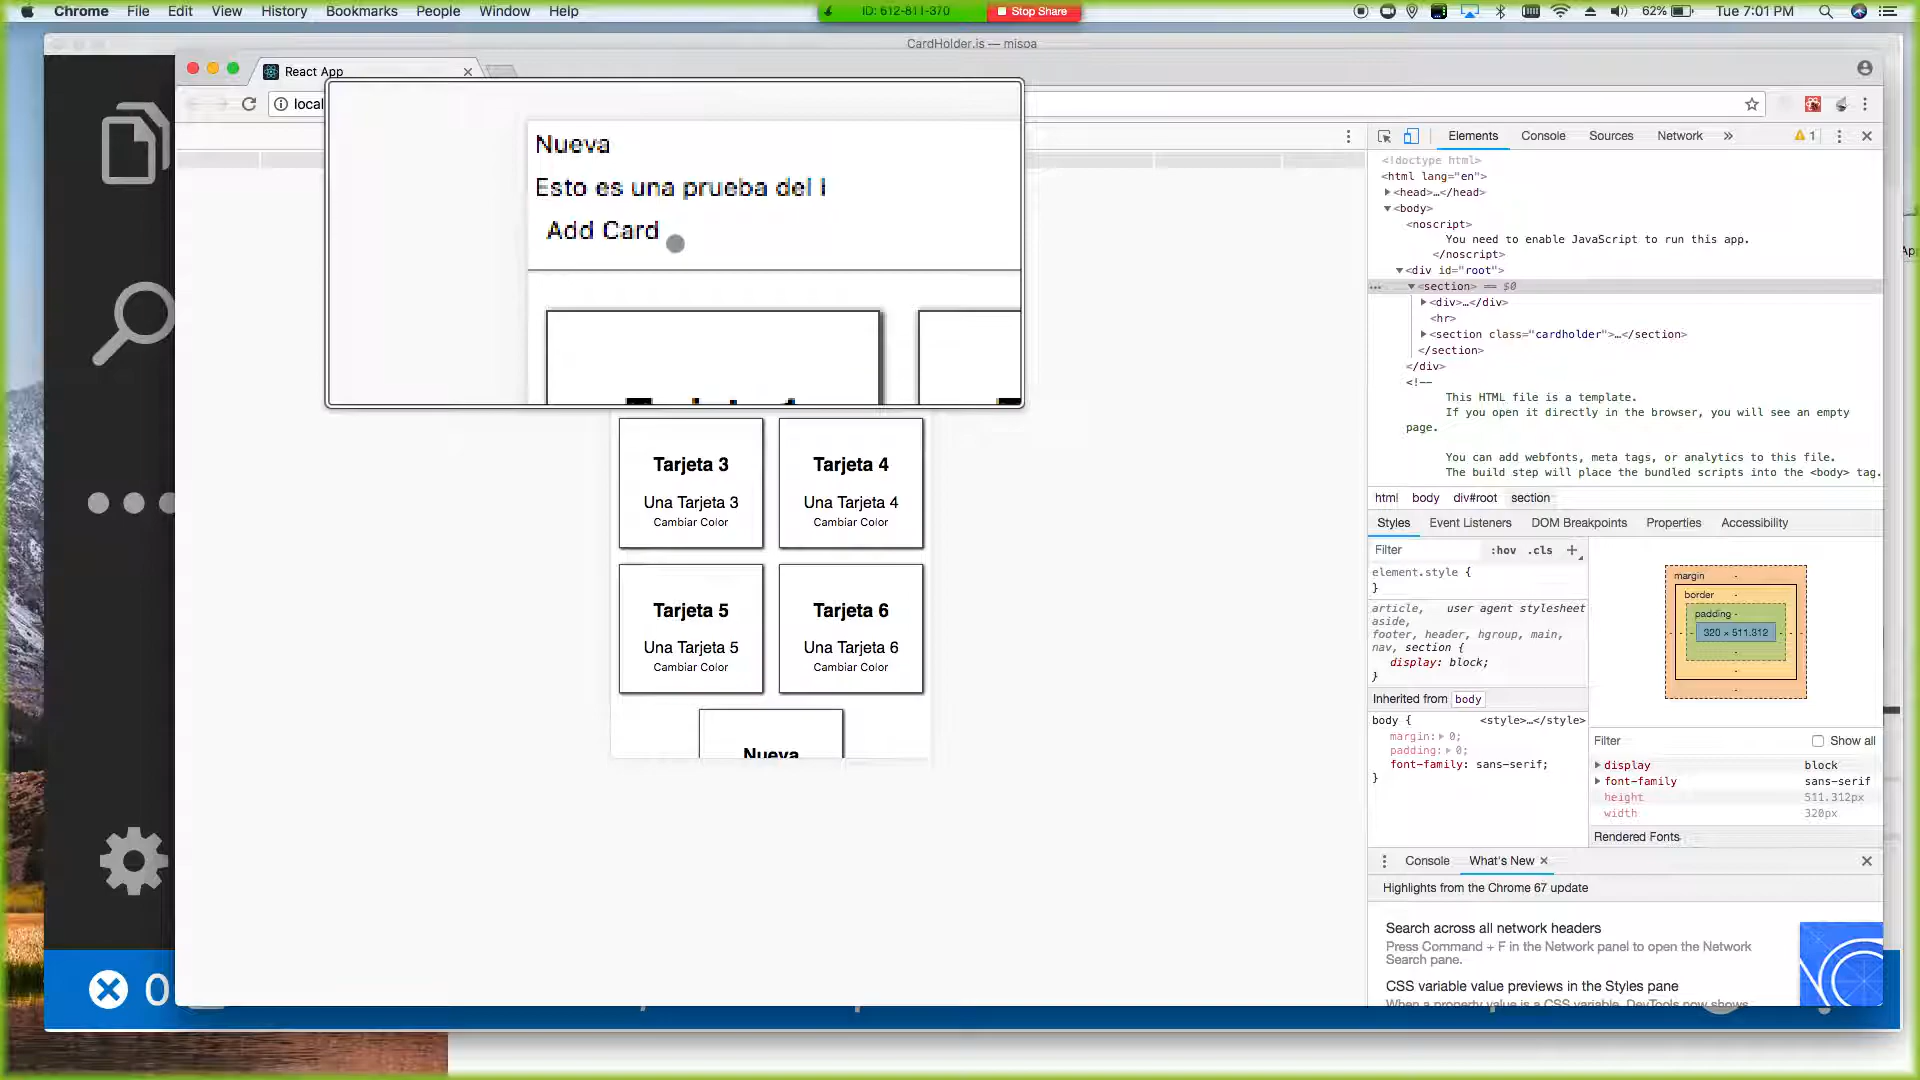 Chrome File Edit View History Bookmarks People Window Help
ID: 612-811-370 Stop Share
62% Tue 7:01 PM
CardHolder.js — misoa
React App
local
Nueva
Esto es una prueba del l
Add Card
Tarjeta 3
Una Tarjeta 3
Cambiar Color
Tarjeta 4
Una Tarjeta 4
Cambiar Color
Tarjeta 5
Una Tarjeta 5
Cambiar Color
Tarjeta 6
Una Tarjeta 6
Cambiar Color
Nueva
Elements Console Sources Network » 1
<!doctype html>
<html lang="en">
<head>…</head>
<body>
<noscript>
You need to enable JavaScript to run this app.
</noscript>
<div id="root">
<section> == $0
<div>…</div>
<hr>
<section class="cardholder">…</section>
</section>
</div>
<!--
This HTML file is a template.
If you open it directly in the browser, you will see an empty
page.
You can add webfonts, meta tags, or analytics to this file.
The build step will place the bundled scripts into the <body> tag.
html body div#root section
Styles Event Listeners DOM Breakpoints Properties Accessibility
Filter :hov .cls +
element.style {
}
article, user agent stylesheet
aside,
footer, header, hgroup, main,
nav, section {
display: block;
}
Inherited from body
body { <style>…</style>
margin: 0;
padding: 0;
font-family: sans-serif;
}
margin -
border -
padding -
320 × 511.312
Filter Show all
display block
font-family sans-serif
height 511.312px
width 320px
Rendered Fonts
Console What's New
Highlights from the Chrome 67 update
Search across all network headers
Press Command + F in the Network panel to open the Network
Search pane.
CSS variable value previews in the Styles pane
When a property value is a CSS variable, DevTools now shows
0